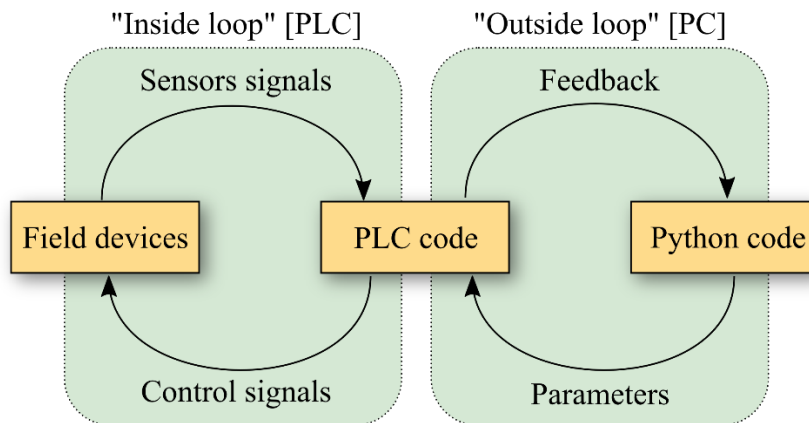 "Inside loop" [PLC]
"Outside loop" [PC]
Sensors signals
Feedback
Field devices
PLC code
Python code
Control signals
Parameters